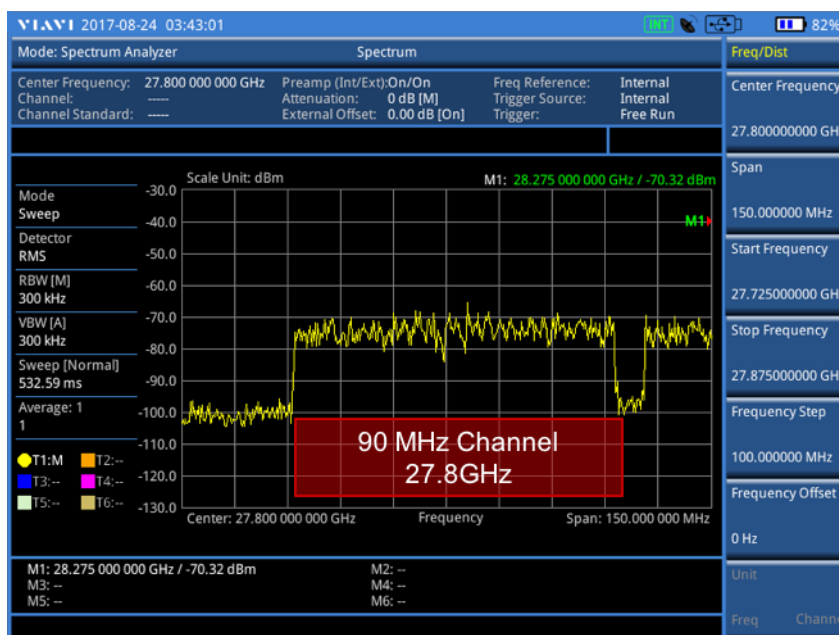 VIAVI 2017-08-24 03:43:01 INT 82%
Mode: Spectrum Analyzer Spectrum Freq/Dist
Center Frequency: 27.800 000 000 GHz Preamp (Int/Ext):On/On Freq Reference: Internal
Channel: ----- Attenuation: 0 dB [M] Trigger Source: Internal
Channel Standard: ----- External Offset: 0.00 dB [On] Trigger: Free Run
Center Frequency
27.800000000 GH
Span
150.000000 MHz
Start Frequency
27.725000000 GH
Stop Frequency
27.875000000 GH
Frequency Step
100.000000 MHz
Frequency Offset
0 Hz
Unit
Freq Chann
Mode
Sweep
Detector
RMS
RBW [M]
300 kHz
VBW [A]
300 kHz
Sweep [Normal]
532.59 ms
Average: 1
1
T1:M T2:--
T3:-- T4:--
T5:-- T6:--
Scale Unit: dBm M1: 28.275 000 000 GHz / -70.32 dBm
-30.0
-40.0
M1
-50.0
-60.0
-70.0
-80.0
-90.0
-100.0
-110.0
-120.0
-130.0
90 MHz Channel
27.8GHz
Center: 27.800 000 000 GHz Frequency Span: 150.000 000 MHz
M1: 28.275 000 000 GHz / -70.32 dBm M2: --
M3: -- M4: --
M5: -- M6: --